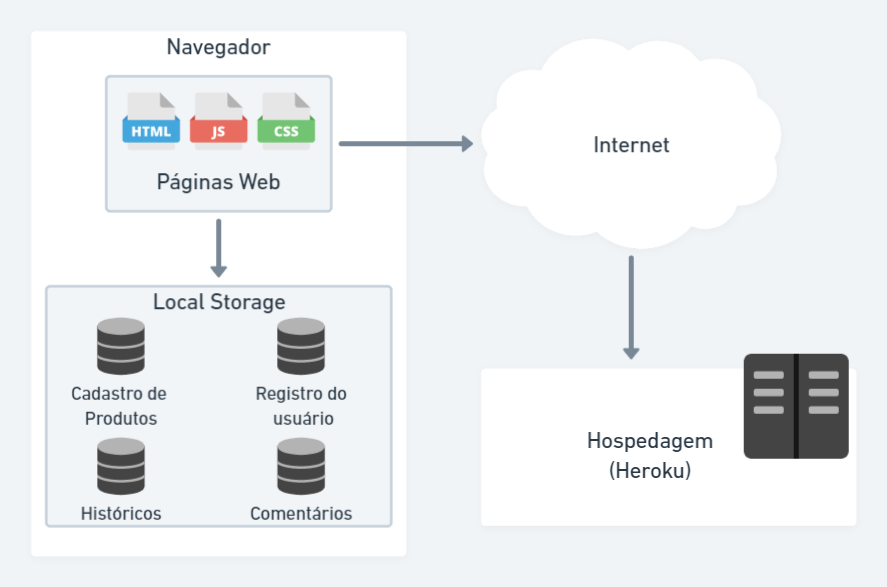 Navegador
HTML
JS
CSS
Páginas Web
Internet
Local Storage
Cadastro de
Produtos
Registro do
usuário
Históricos
Comentários
Hospedagem
(Heroku)